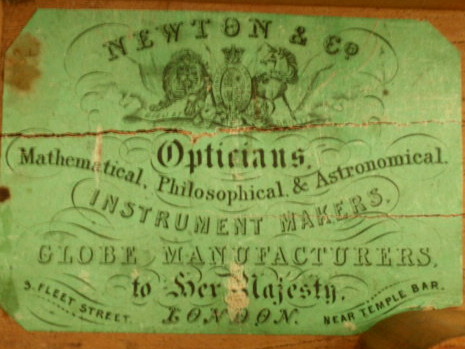 NEWTON & Co
Opticians,
Mathematical, Philosophical, & Astronomical,
INSTRUMENT MAKERS,
GLOBE MANUFACTURERS,
to Her Majesty,
3, FLEET STREET.
LONDON.
NEAR TEMPLE BAR.